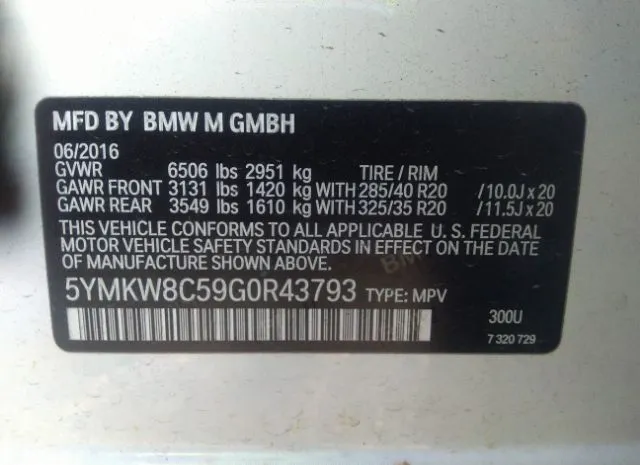 MFD BY BMW M GMBH
06/2016
GVWR 6506 lbs 2951 kg TIRE / RIM
GAWR FRONT 3131 lbs 1420 kg WITH 285/40 R20 /10.0J x 20
GAWR REAR 3549 lbs 1610 kg WITH 325/35 R20 /11.5J x 20
THIS VEHICLE CONFORMS TO ALL APPLICABLE U. S. FEDERAL
MOTOR VEHICLE SAFETY STANDARDS IN EFFECT ON THE
DATE OF MANUFACTURE SHOWN ABOVE.
5YMKW8C59G0R43793 TYPE: MPV
300U
7 320 729